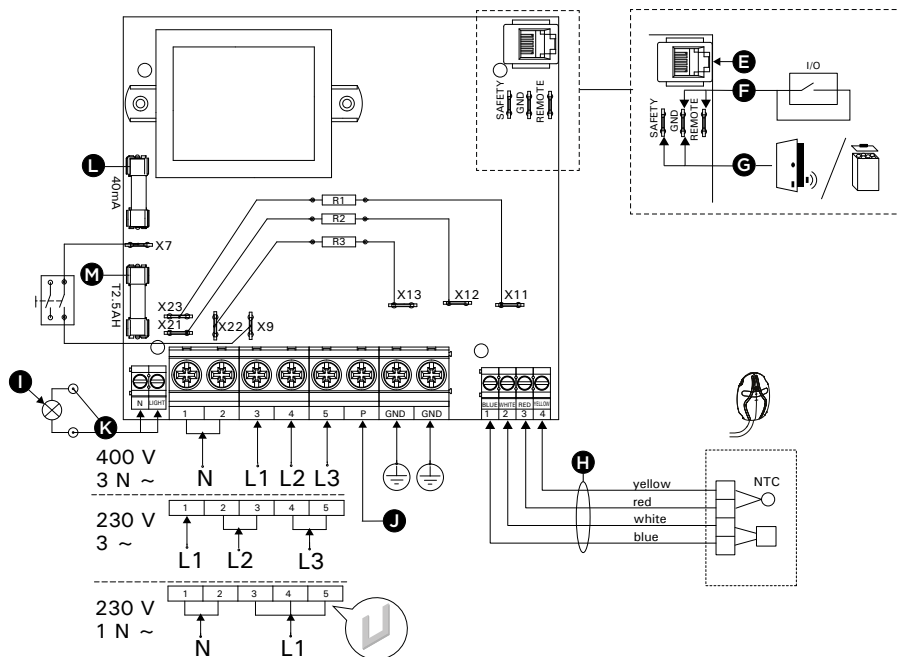 E
F
I/O
SAFETY
GND
REMOTE
SAFETY
GND
REMOTE
G
L
40mA
R1
R2
R3
X7
M
T2.5AH
X23
X21
X22
X9
X13
X12
X11
I
N
LIGHT
K
1 2 3 4 5 P GND GND
BLUE WHITE RED YELLOW
1 2 3 4
400 V
3 N ~
N L1 L2 L3
J
H
yellow
red
white
blue
NTC
230 V
3 ~
1 2 3 4 5
L1 L2 L3
230 V
1 N ~
1 2 3 4 5
N L1